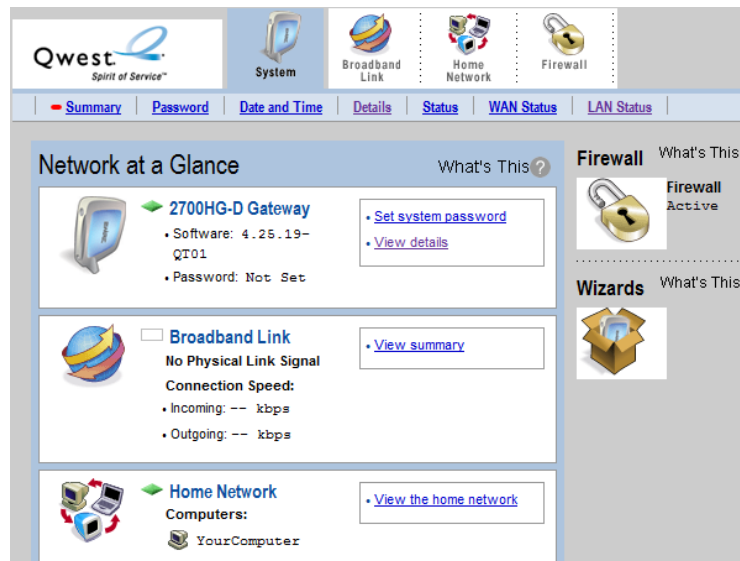 Qwest
Spirit of Service™
System
Broadband
Link
Home
Network
Firewall
Summary
Password
Date and Time
Details
Status
WAN Status
LAN Status
Network at a Glance
What's This?
2700HG-D Gateway
• Software: 4.25.19-
QT01
• Password: Not Set
• Set system password
• View details
Broadband Link
No Physical Link Signal
Connection Speed:
• Incoming: -- kbps
• Outgoing: -- kbps
• View summary
Home Network
Computers:
YourComputer
• View the home network
Firewall
What's This
Firewall
Active
Wizards
What's This